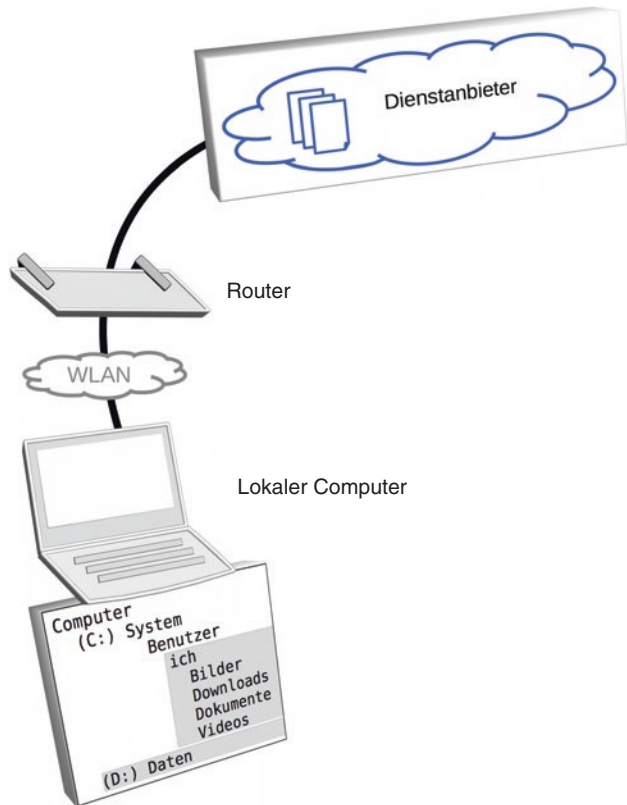 Dienstanbieter
Router
WLAN
Lokaler Computer
Computer
(C:) System
Benutzer
ich
Bilder
Downloads
Dokumente
Videos
(D:) Daten